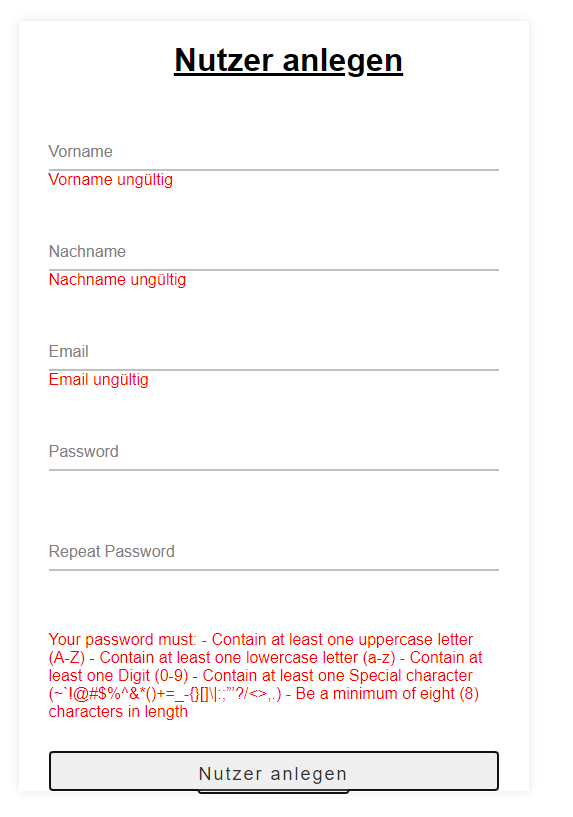 Nutzer anlegen
Vorname
Vorname ungültig
Nachname
Nachname ungültig
Email
Email ungültig
Password
Repeat Password
Your password must: - Contain at least one uppercase letter
(A-Z) - Contain at least one lowercase letter (a-z) - Contain at
least one Digit (0-9) - Contain at least one Special character
(~`!@#$%^&*()+=_-{}[]\|:;”’?/<>,.) - Be a minimum of eight (8)
characters in length
Nutzer anlegen